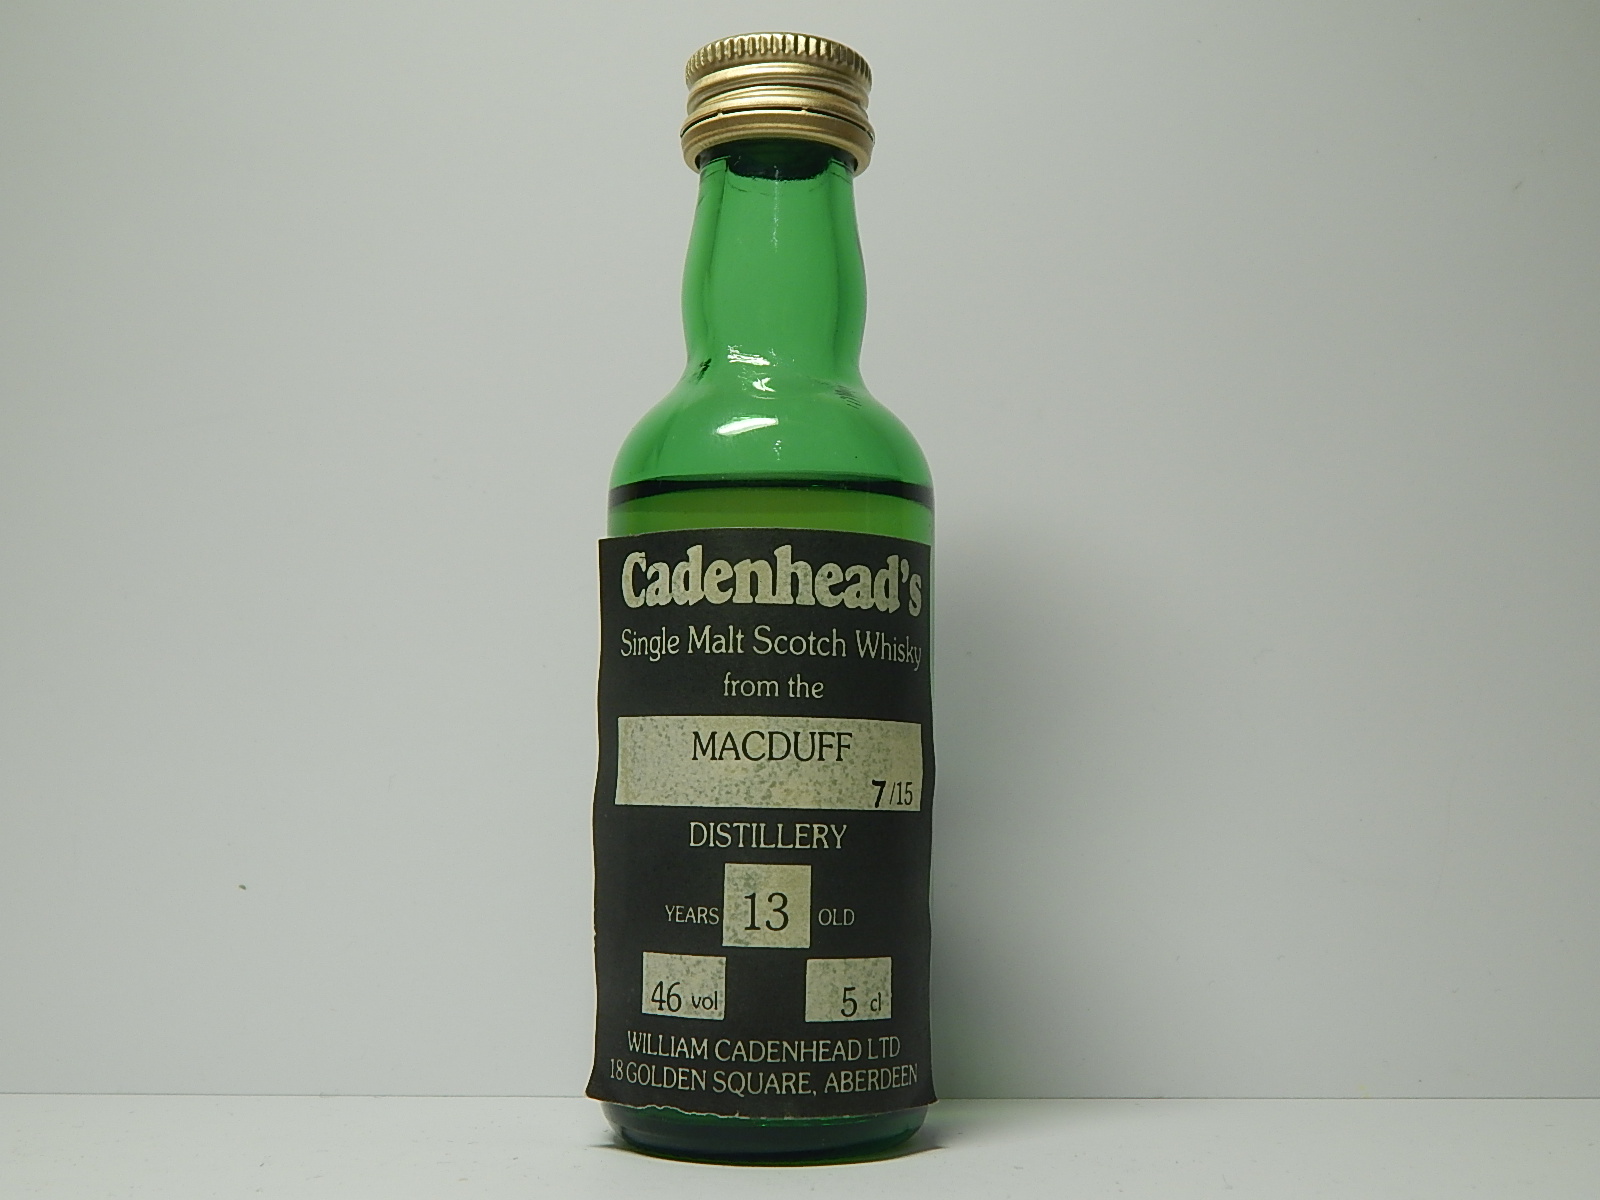 Cadenhead's
Single Malt Scotch Whisky
from the
MACDUFF
7/15
DISTILLERY
YEARS 13 OLD
46 vol 5 cl
WILLIAM CADENHEAD LTD
18 GOLDEN SQUARE, ABERDEEN